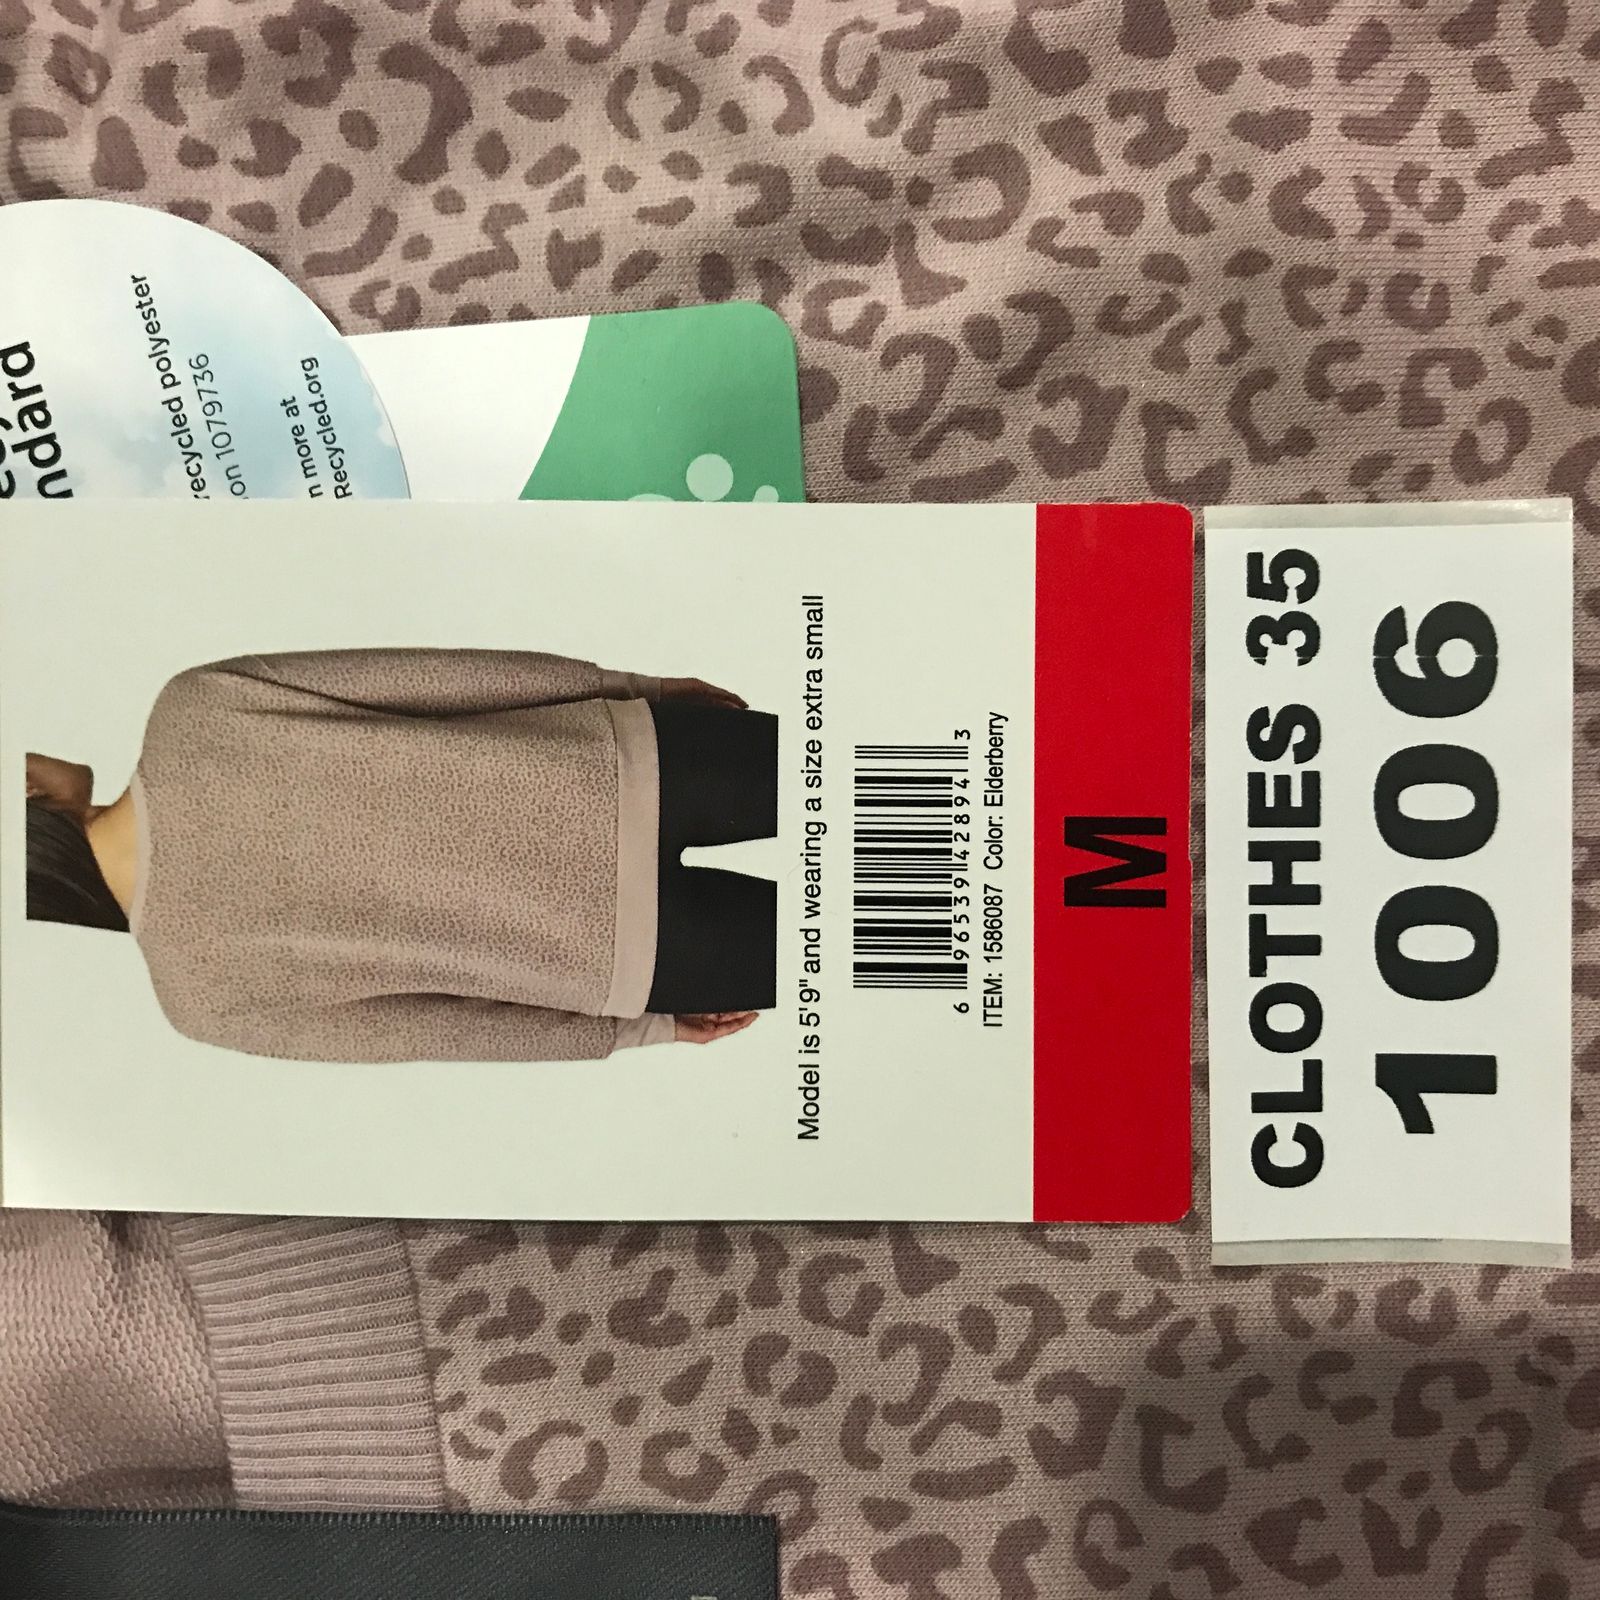 ndard
recycled polyester
on 1079736
n more at
Recycled.org
Model is 5'9" and wearing a size extra small
6 96539 42894 3
ITEM: 1586087 Color: Elderberry
M
CLOTHES 35
1006